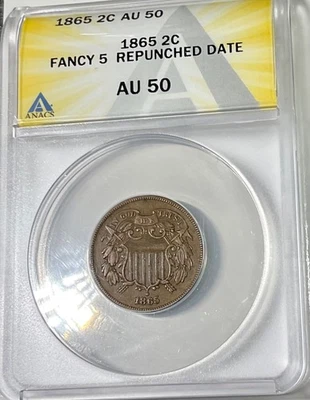 1865 2C AU 50
1865 2C
FANCY 5 REPUNCHED DATE
AU 50
ANACS
1865